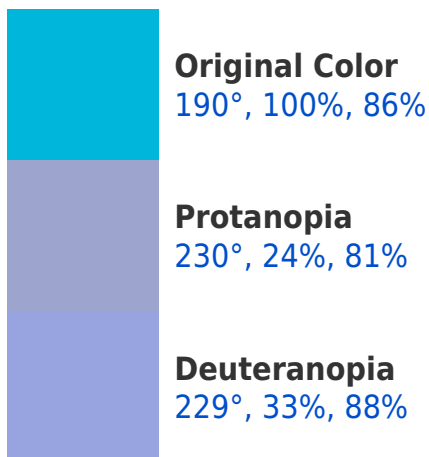 Original Color
190°, 100%, 86%
Protanopia
230°, 24%, 81%
Deuteranopia
229°, 33%, 88%